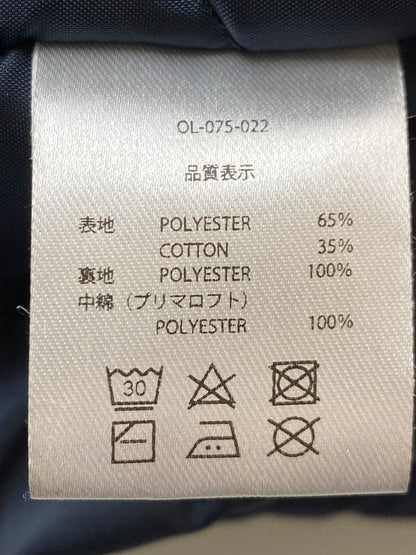 OL-075-022
品質表示
表地 POLYESTER 65%
COTTON 35%
裏地 POLYESTER 100%
中綿（プリマロフト）
POLYESTER 100%
30